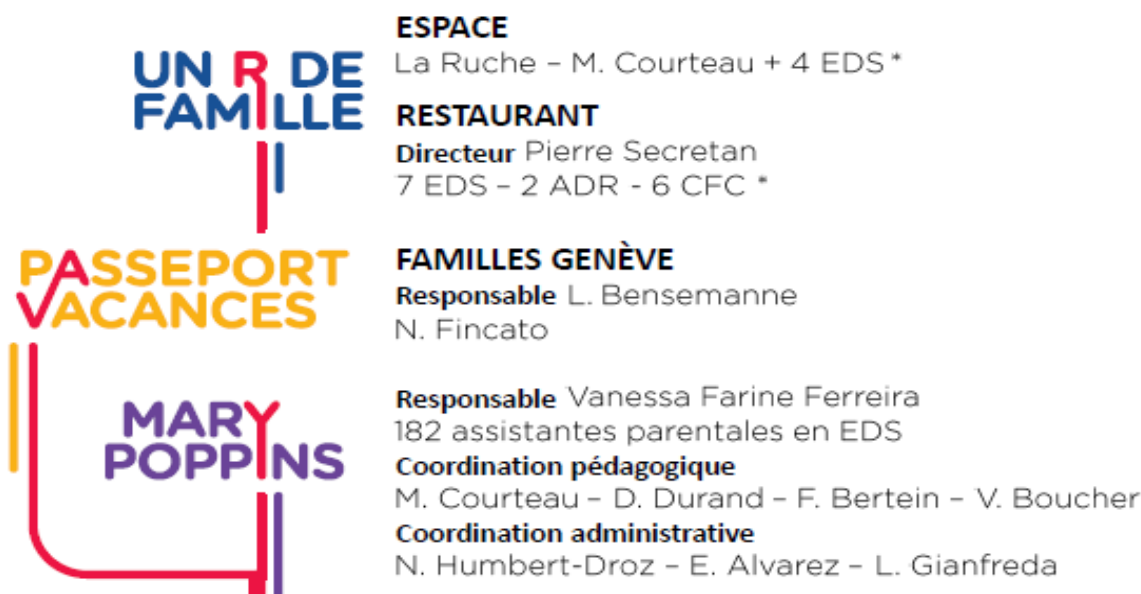 UN R DE
FAMILLE
ESPACE
La Ruche – M. Courteau + 4 EDS *
RESTAURANT
Directeur Pierre Secretan
7 EDS – 2 ADR - 6 CFC *
PASSEPORT
VACANCES
FAMILLES GENÈVE
Responsable L. Bensemanne
N. Fincato
MARY
POPPINS
Responsable Vanessa Farine Ferreira
182 assistantes parentales en EDS
Coordination pédagogique
M. Courteau – D. Durand – F. Bertein – V. Boucher
Coordination administrative
N. Humbert-Droz – E. Alvarez – L. Gianfreda